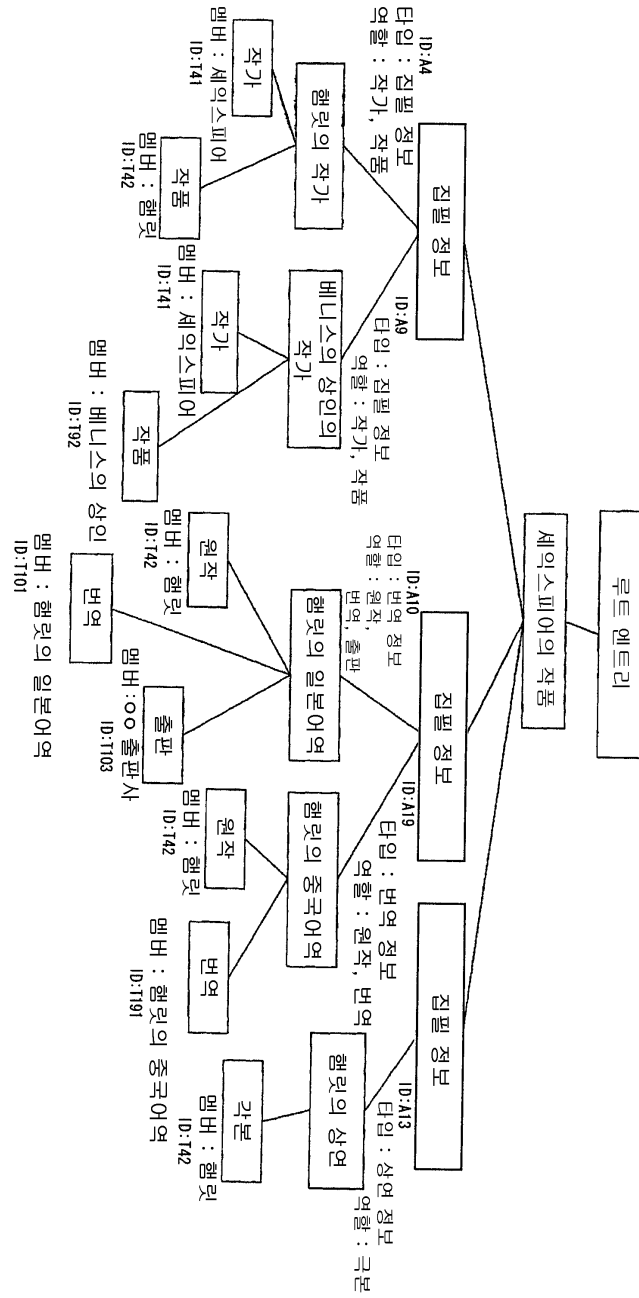 루트 엔트리
셰익스피어의 작품
집필 정보
집필 정보
집필 정보
ID:A4
타입 : 집필 정보
역할 : 작가, 작품
햄릿의 작가
ID:A9
타입 : 집필 정보
역할 : 작가, 작품
베니스의 상인의
작가
ID:A10
타입 : 번역 정보
역할 : 원작,
번역, 출판
햄릿의 일본어역
ID:A19
타입 : 번역 정보
역할 : 원작, 번역
햄릿의 중국어역
ID:A13
타입 : 상연 정보
역할 : 극본
햄릿의 상연
작가
멤버 : 셰익스피어
ID:T41
작품
멤버 : 햄릿
ID:T42
작가
멤버 : 셰익스피어
ID:T41
작품
멤버 : 베니스의 상인
ID:T92
원작
멤버 : 햄릿
ID:T42
번역
멤버 : 햄릿의 일본어역
ID:T101
출판
멤버:ㅇㅇ 출판사
ID:T103
원작
멤버 : 햄릿
ID:T42
번역
멤버 : 햄릿의 중국어역
ID:T191
각본
멤버 : 햄릿
ID:T42